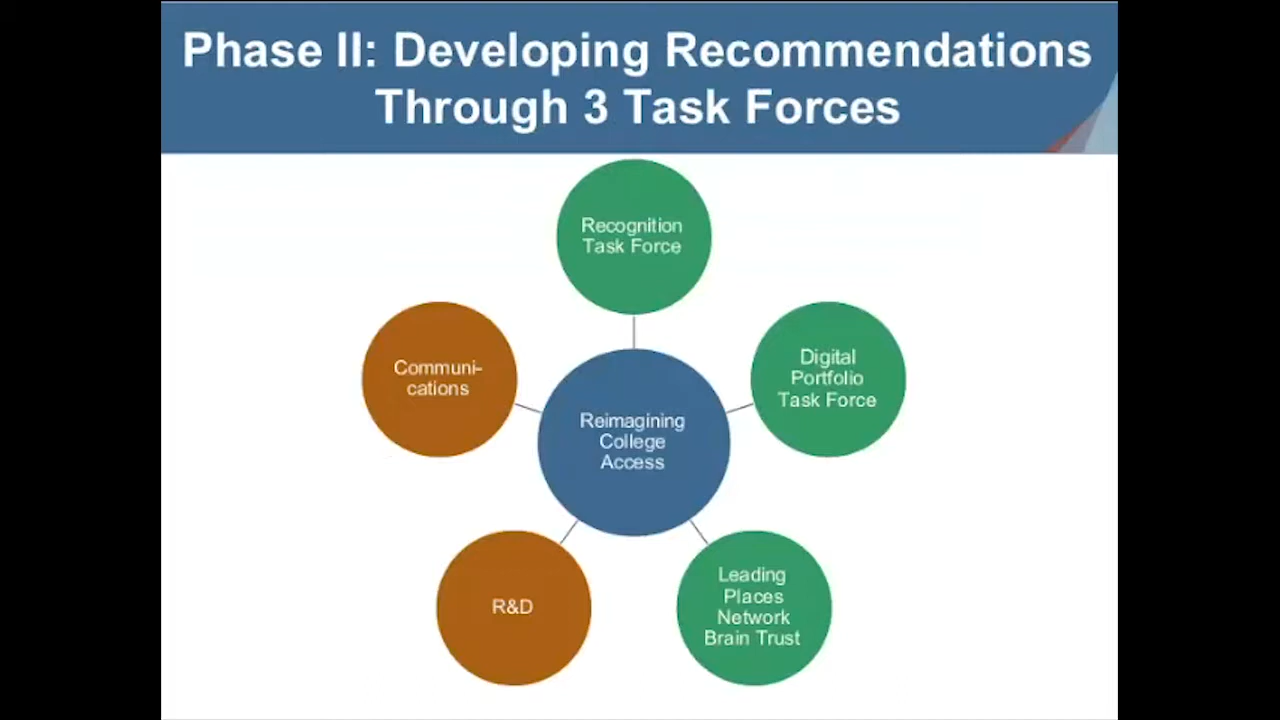 Phase II: Developing Recommendations
Through 3 Task Forces
Recognition
Task Force
Communi-
cations
Digital
Portfolio
Task Force
Reimagining
College
Access
R&D
Leading
Places
Network
Brain Trust